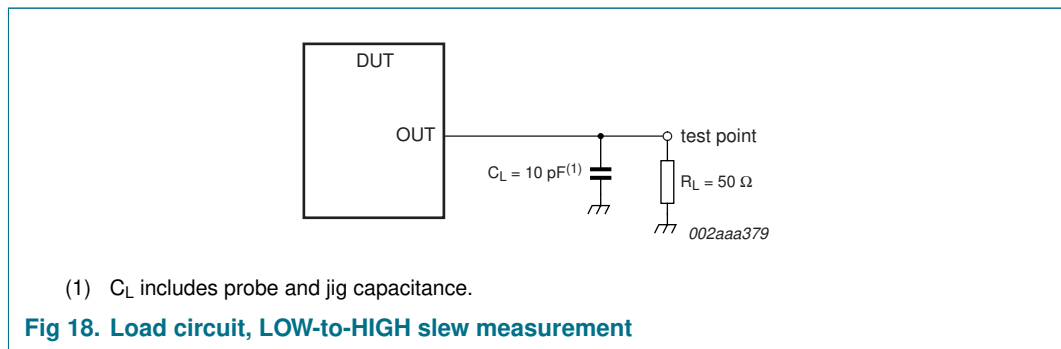 DUT
OUT
test point
C_L = 10 pF(1)
R_L = 50 Ω
002aaa379
(1) C_L includes probe and jig capacitance.
Fig 18. Load circuit, LOW-to-HIGH slew measurement